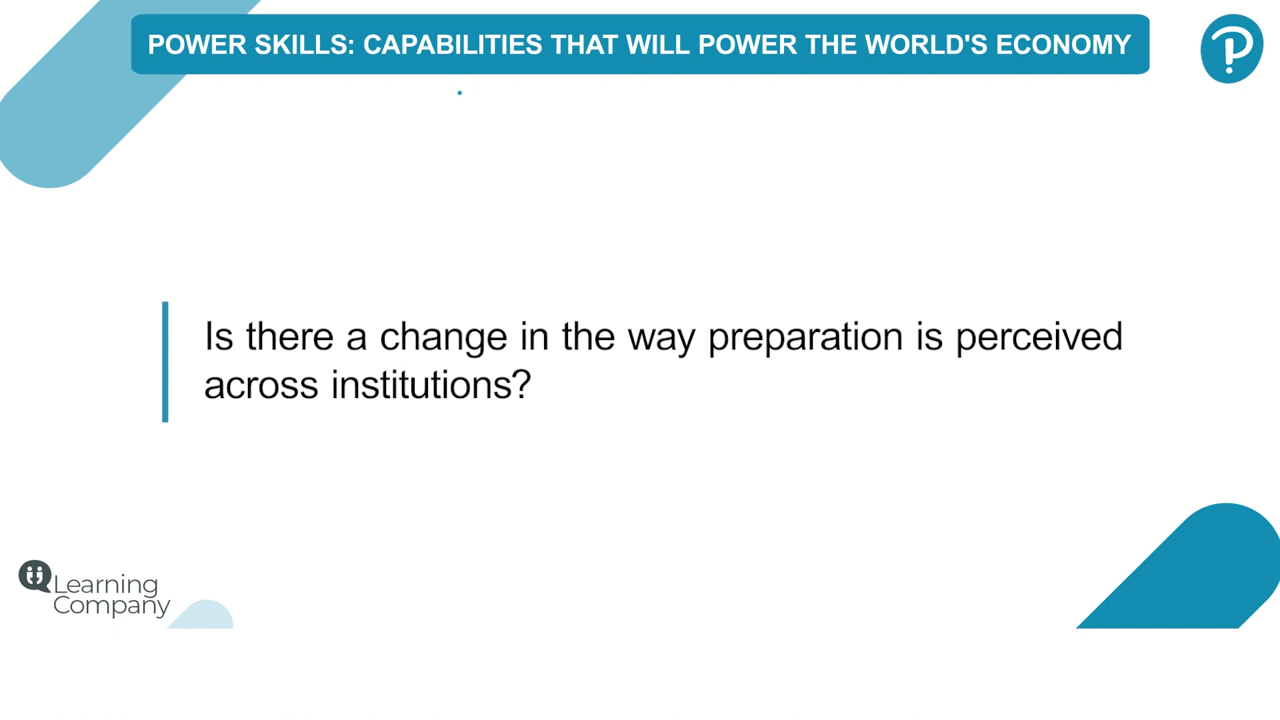 POWER SKILLS: CAPABILITIES THAT WILL POWER THE WORLD'S ECONOMY
Is there a change in the way preparation is perceived
across institutions?
Learning
Company